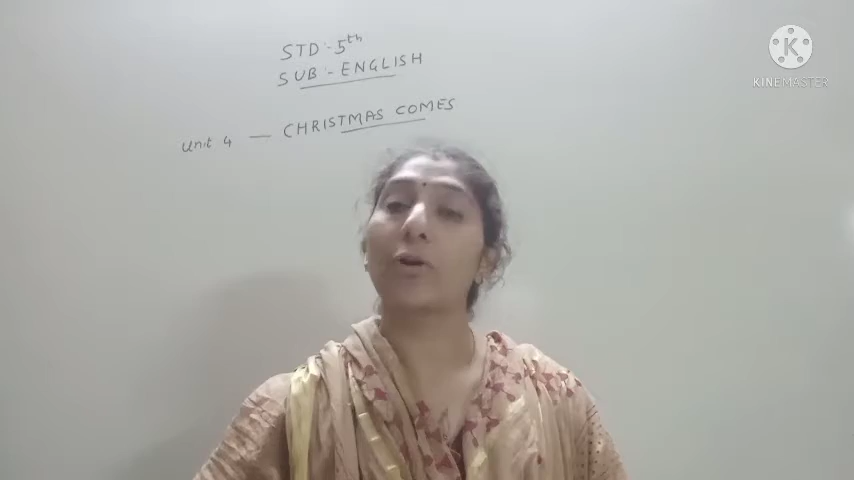 STD:- 5th
SUB:- ENGLISH
Unit 4 — CHRISTMAS COMES
K
KINEMASTER